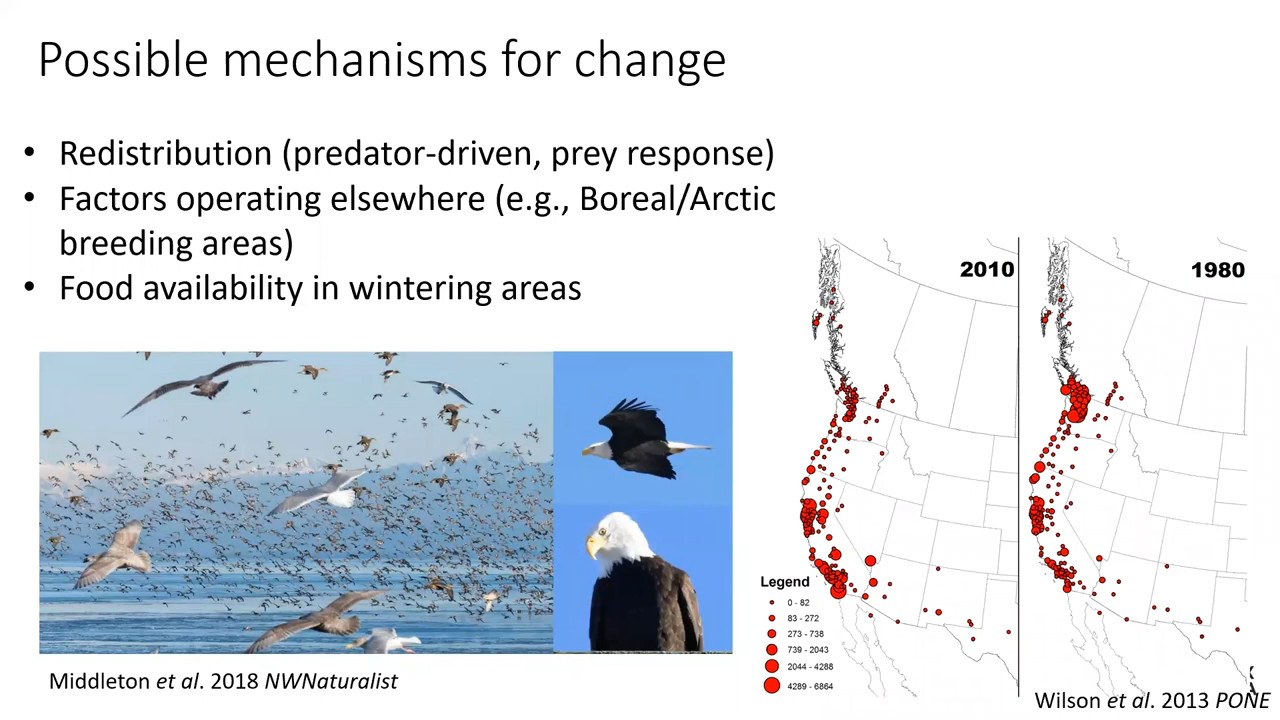 Possible mechanisms for change
• Redistribution (predator-driven, prey response)
• Factors operating elsewhere (e.g., Boreal/Arctic
breeding areas)
• Food availability in wintering areas
2010
1980
Legend
0 - 82
83 - 272
273 - 738
739 - 2043
2044 - 4288
4289 - 6864
Middleton et al. 2018 NWNaturalist
Wilson et al. 2013 PONE